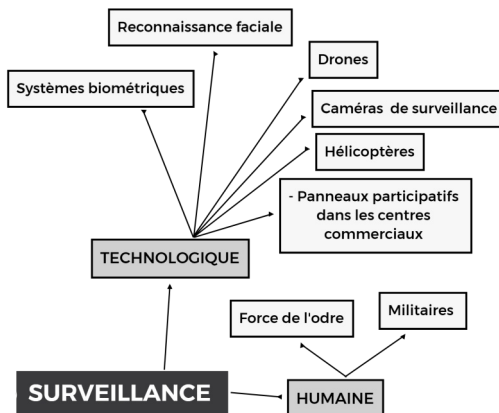 Reconnaissance faciale
Drones
Systèmes biométriques
Caméras de surveillance
Hélicoptères
- Panneaux participatifs
dans les centres
commerciaux
TECHNOLOGIQUE
Force de l'odre
Militaires
SURVEILLANCE
HUMAINE